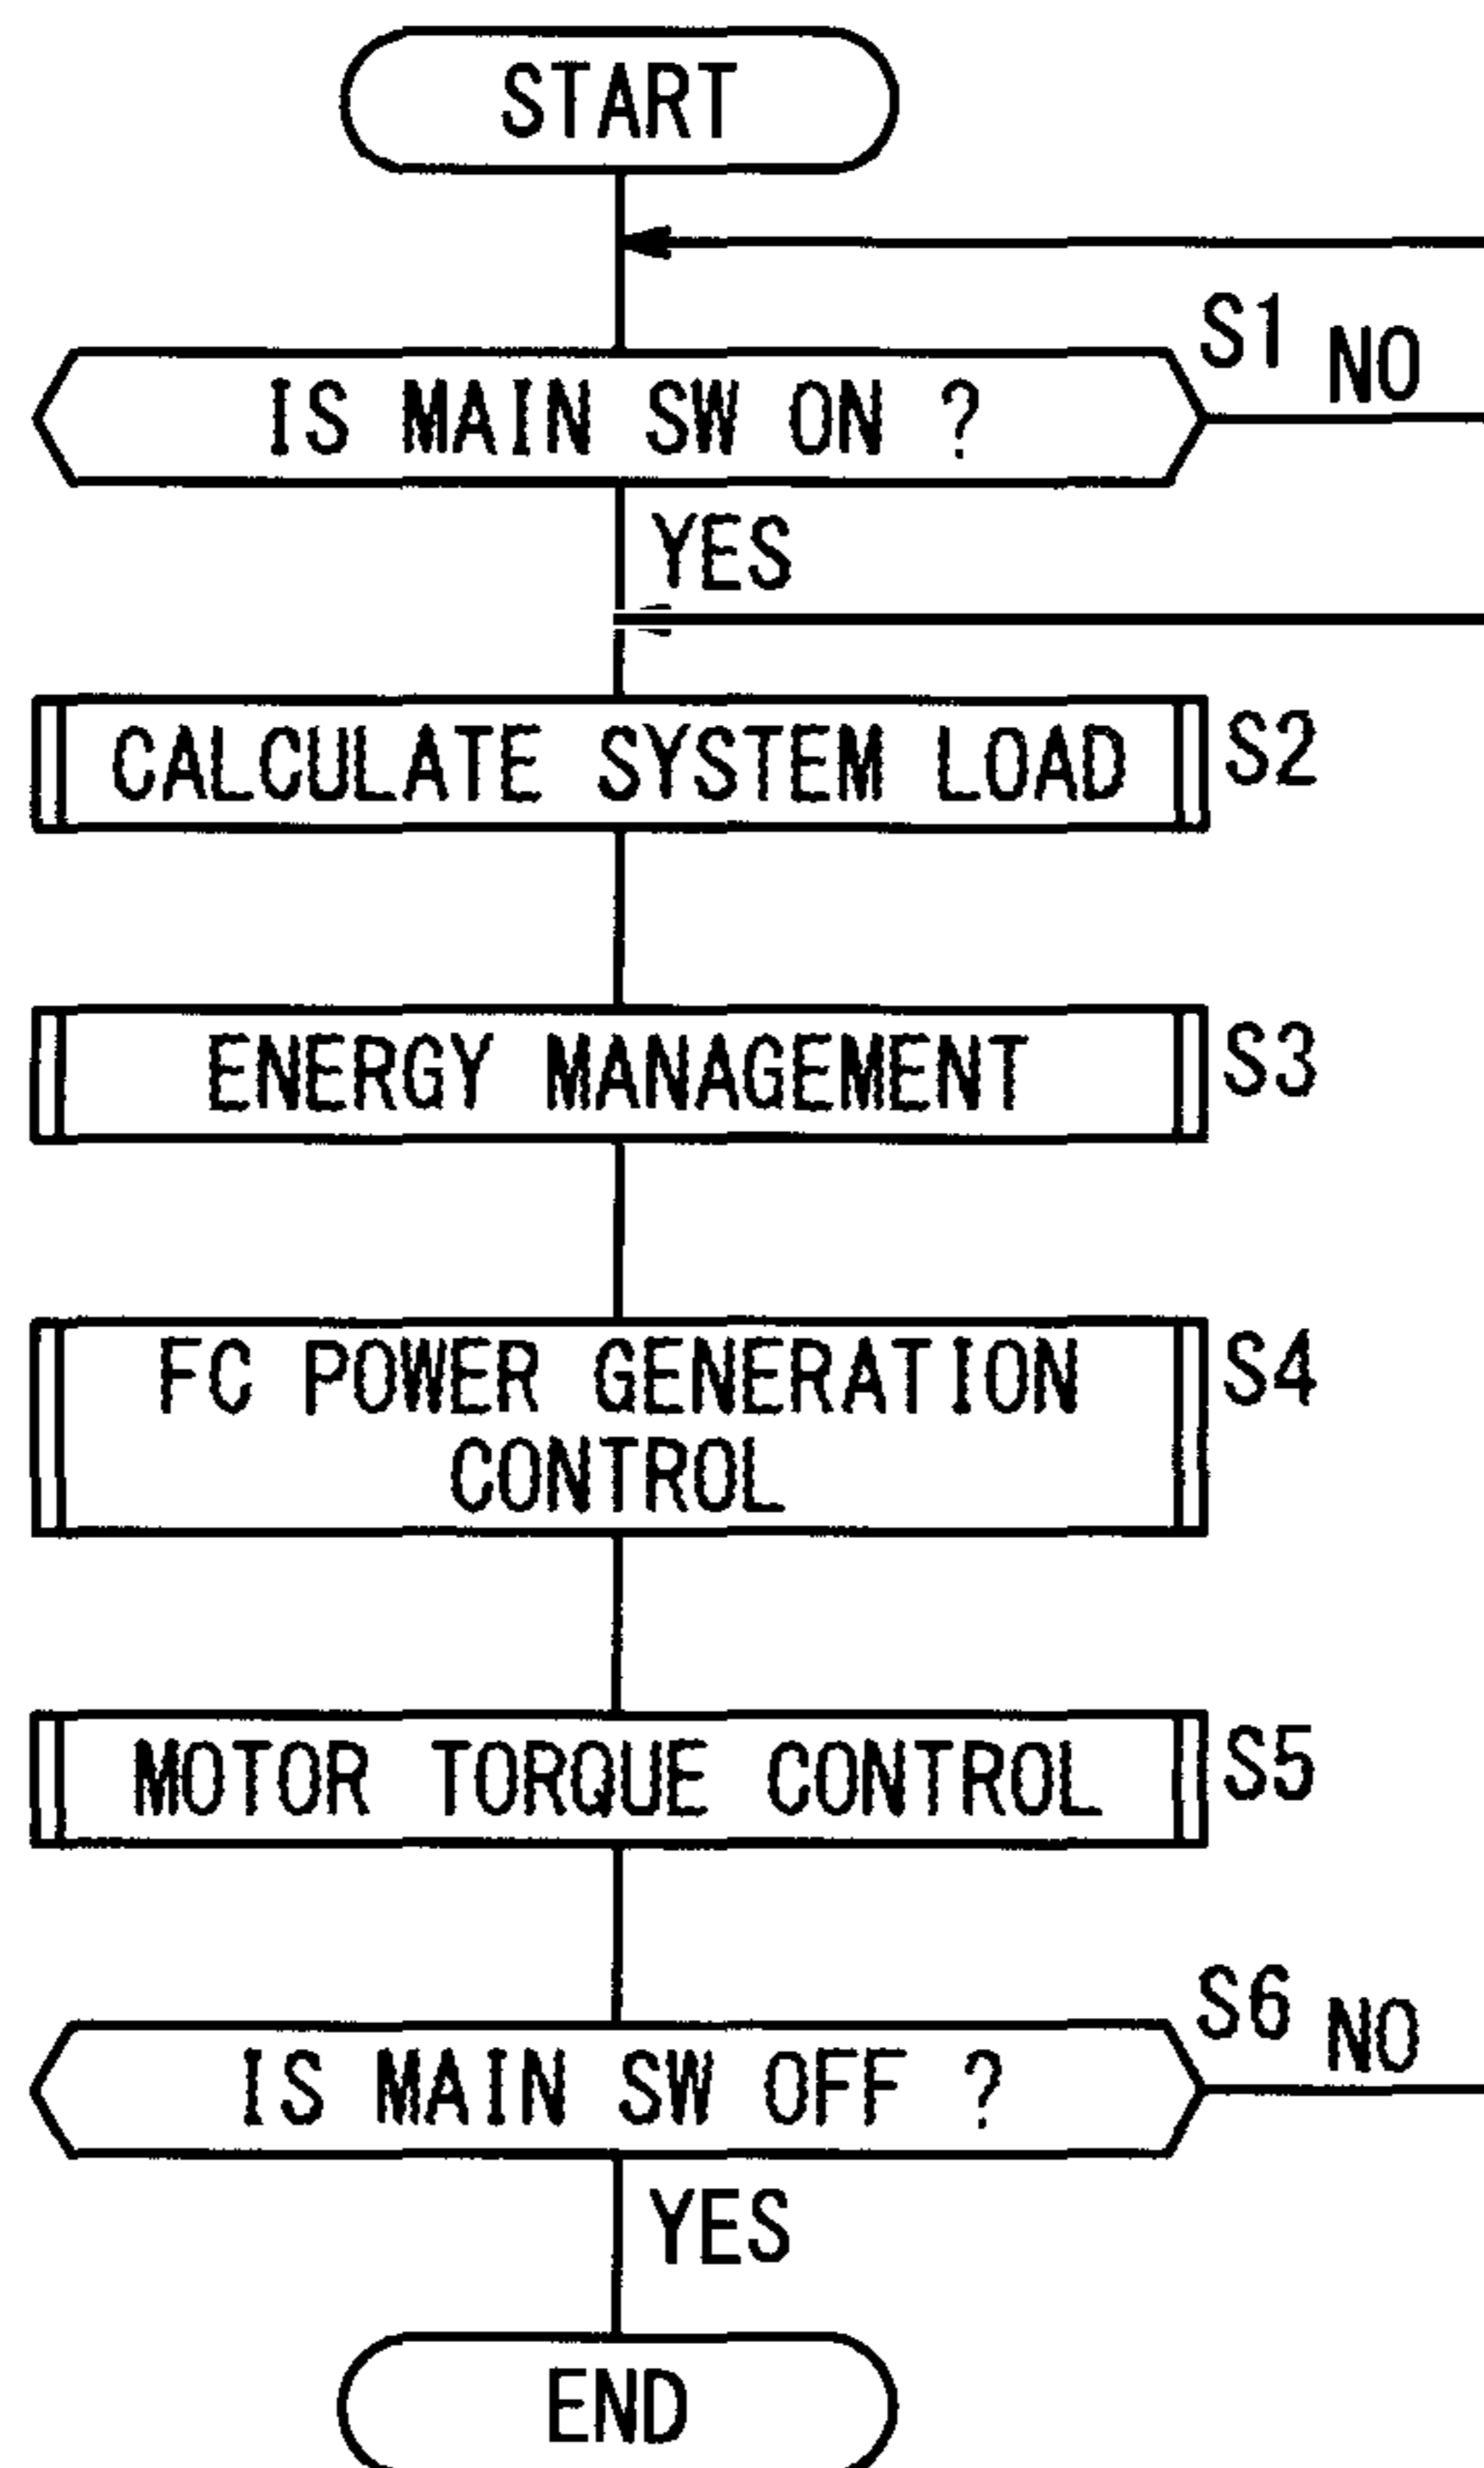 START
S1
NO
IS MAIN SW ON ?
YES
CALCULATE SYSTEM LOAD
S2
ENERGY MANAGEMENT
S3
FC POWER GENERATION
CONTROL
S4
MOTOR TORQUE CONTROL
S5
S6
NO
IS MAIN SW OFF ?
YES
END